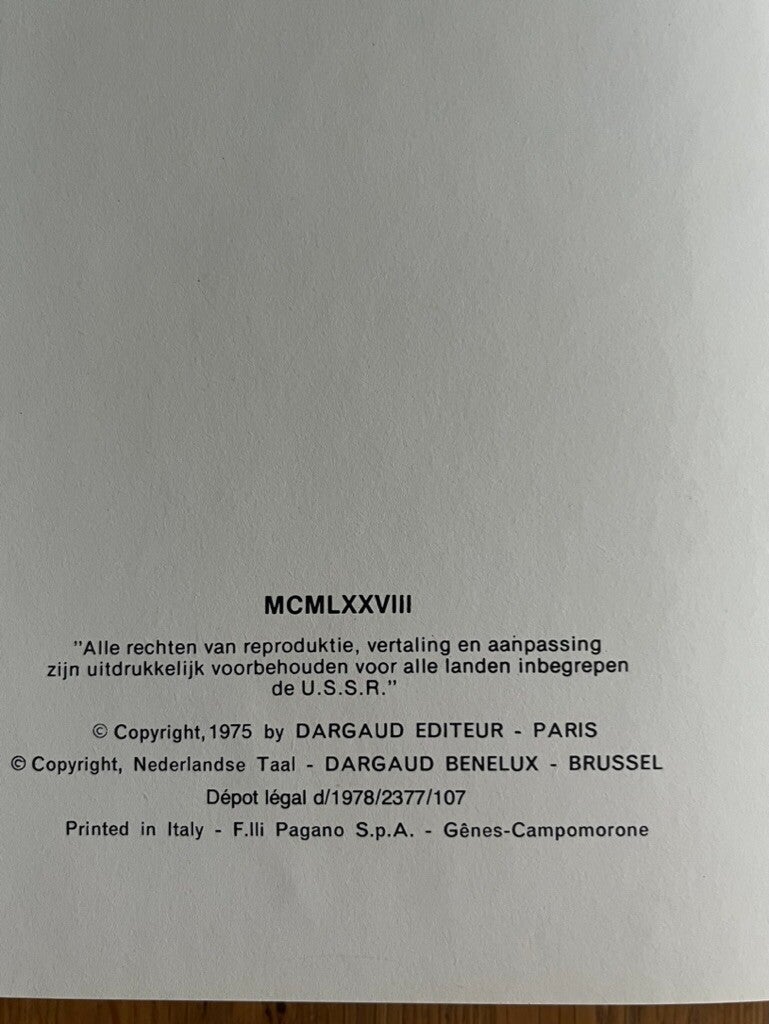 MCMLXXVIII
"Alle rechten van reproduktie, vertaling en aanpassing
zijn uitdrukkelijk voorbehouden voor alle landen inbegrepen
de U.S.S.R."
© Copyright, 1975 by DARGAUD EDITEUR - PARIS
© Copyright, Nederlandse Taal - DARGAUD BENELUX - BRUSSEL
Dépot légal d/1978/2377/107
Printed in Italy - F.lli Pagano S.p.A. - Gênes-Campomorone